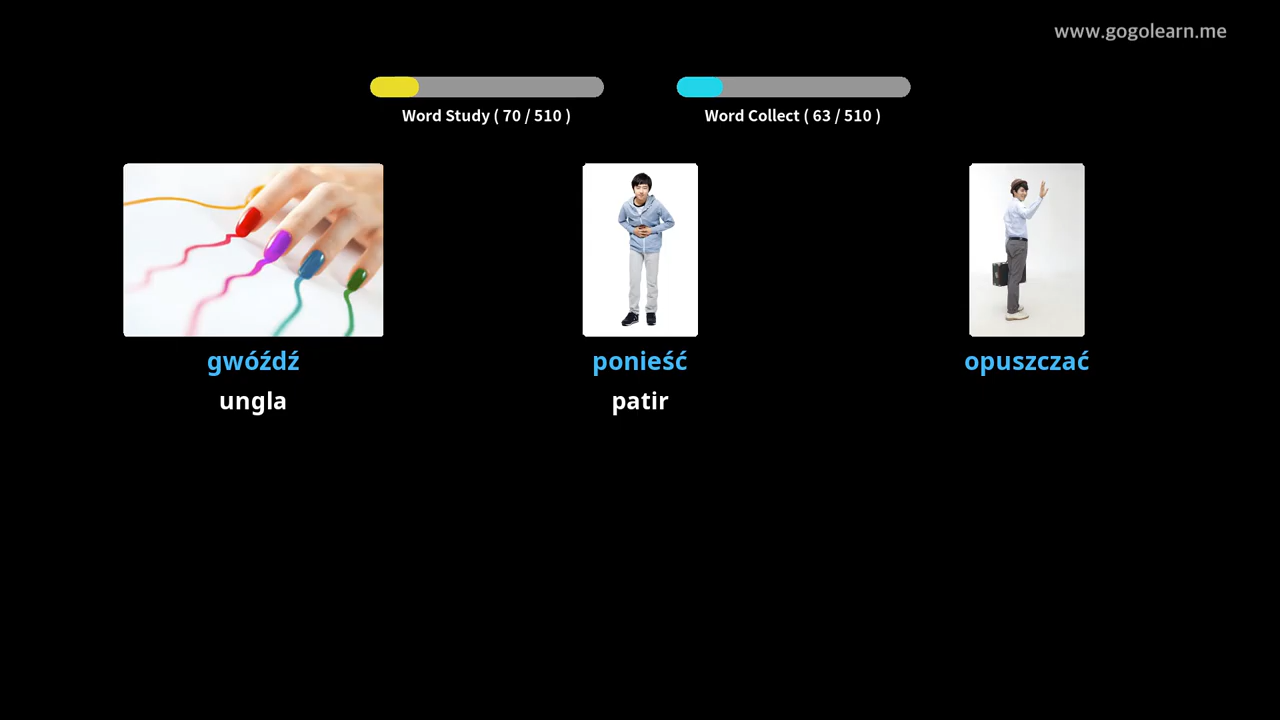 www.gogolearn.me
Word Study ( 70 / 510 )
Word Collect ( 63 / 510 )
gwóźdź
ungla
ponieść
patir
opuszczać